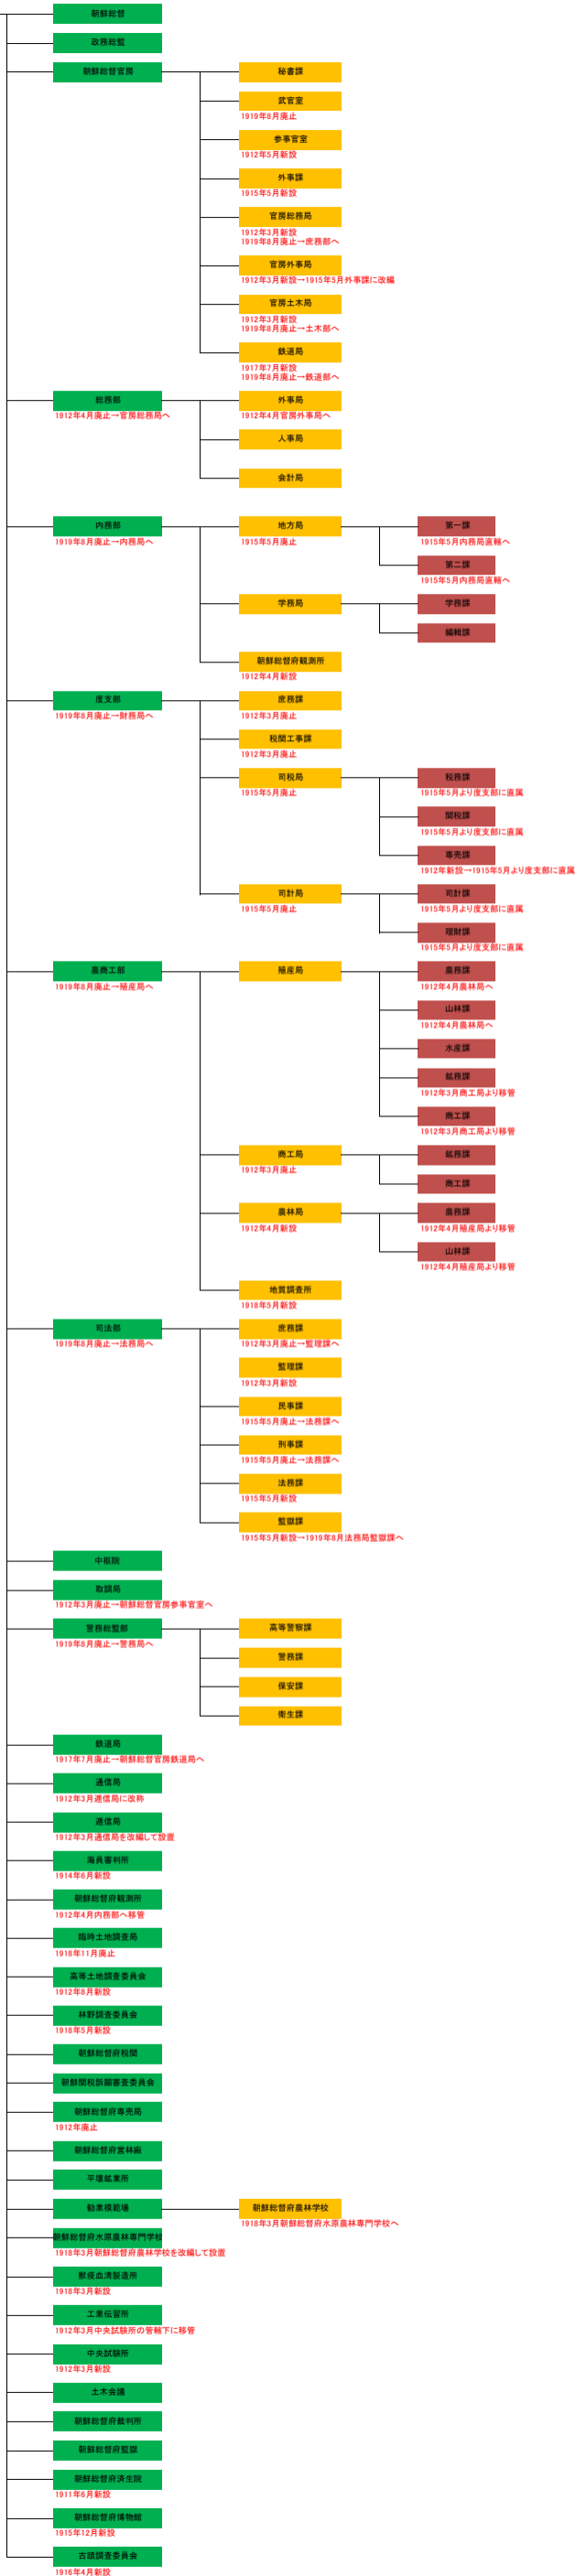 朝鮮総督
政務総監
朝鮮総督官房
秘書課
武官室
1919年8月廃止
参事官室
1912年5月新設
外事課
1915年5月新設
官房総務局
1912年3月新設
1919年8月廃止→庶務部へ
官房外事局
1912年3月新設→1915年5月外事課に改編
官房土木局
1912年3月新設
1919年8月廃止→土木部へ
鉄道局
1917年7月新設
1919年8月廃止→鉄道部へ
総務部
1912年4月廃止→官房総務局へ
外事局
1912年4月官房外事局へ
人事局
会計局
内務部
1919年8月廃止→内務局へ
地方局
1915年5月廃止
第一課
1915年5月内務局直轄へ
第二課
1915年5月内務局直轄へ
学務局
学務課
編輯課
朝鮮総督府観測所
1912年4月新設
度支部
1919年8月廃止→財務局へ
庶務課
1912年3月廃止
税関工事課
1912年3月廃止
司税局
1915年5月廃止
税務課
1915年5月より度支部に直属
関税課
1915年5月より度支部に直属
専売課
1912年新設→1915年5月より度支部に直属
司計局
1915年5月廃止
司計課
1915年5月より度支部に直属
理財課
1915年5月より度支部に直属
農商工部
1919年8月廃止→殖産局へ
殖産局
農務課
1912年4月農林局へ
山林課
1912年4月農林局へ
水産課
鉱務課
1912年3月商工局より移管
商工課
1912年3月商工局より移管
商工局
1912年3月廃止
鉱務課
商工課
農林局
1912年4月新設
農務課
1912年4月殖産局より移管
山林課
1912年4月殖産局より移管
地質調査所
1918年5月新設
司法部
1919年8月廃止→法務局へ
庶務課
1912年3月廃止→監理課へ
監理課
1912年3月新設
民事課
1915年5月廃止→法務課へ
刑事課
1915年5月廃止→法務課へ
法務課
1915年5月新設
監獄課
1915年5月新設→1919年8月法務局監獄課へ
中枢院
取調局
1912年3月廃止→朝鮮総督官房参事官室へ
警務総監部
1919年8月廃止→警務局へ
高等警察課
警務課
保安課
衛生課
鉄道局
1917年7月廃止→朝鮮総督官房鉄道局へ
通信局
1912年3月逓信局に改称
逓信局
1912年3月通信局を改編して設置
海員審判所
1914年6月新設
朝鮮総督府観測所
1912年4月内務部へ移管
臨時土地調査局
1918年11月廃止
高等土地調査委員会
1912年8月新設
林野調査委員会
1918年5月新設
朝鮮総督府税関
朝鮮関税訴願審査委員会
朝鮮総督府専売局
1912年廃止
朝鮮総督府営林廠
平壌鉱業所
勧業模範場
朝鮮総督府農林学校
1918年3月朝鮮総督府水原農林専門学校へ
朝鮮総督府水原農林専門学校
1918年3月朝鮮総督府農林学校を改編して設置
獣疫血清製造所
1918年3月新設
工業伝習所
1912年3月中央試験所の管轄下に移管
中央試験所
1912年3月新設
土木会議
朝鮮総督府裁判所
朝鮮総督府監獄
朝鮮総督府済生院
1911年6月新設
朝鮮総督府博物館
1915年12月新設
古蹟調査委員会
1916年4月新設